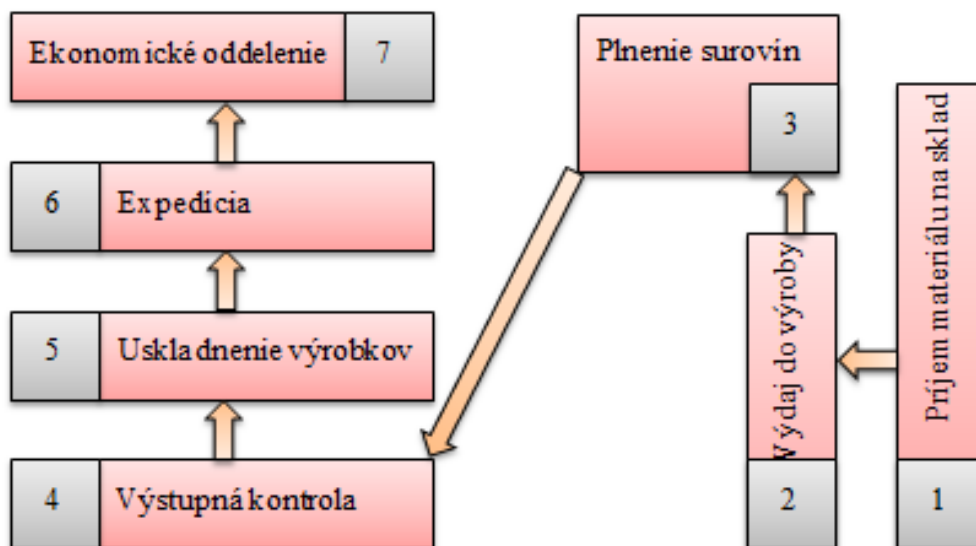 Ekonomické oddelenie
7
Plnenie surovín
3
6
Expedícia
5
Uskladnenie výrobkov
4
Výstupná kontrola
Výdaj do výroby
2
Príjem materiálu na sklad
1